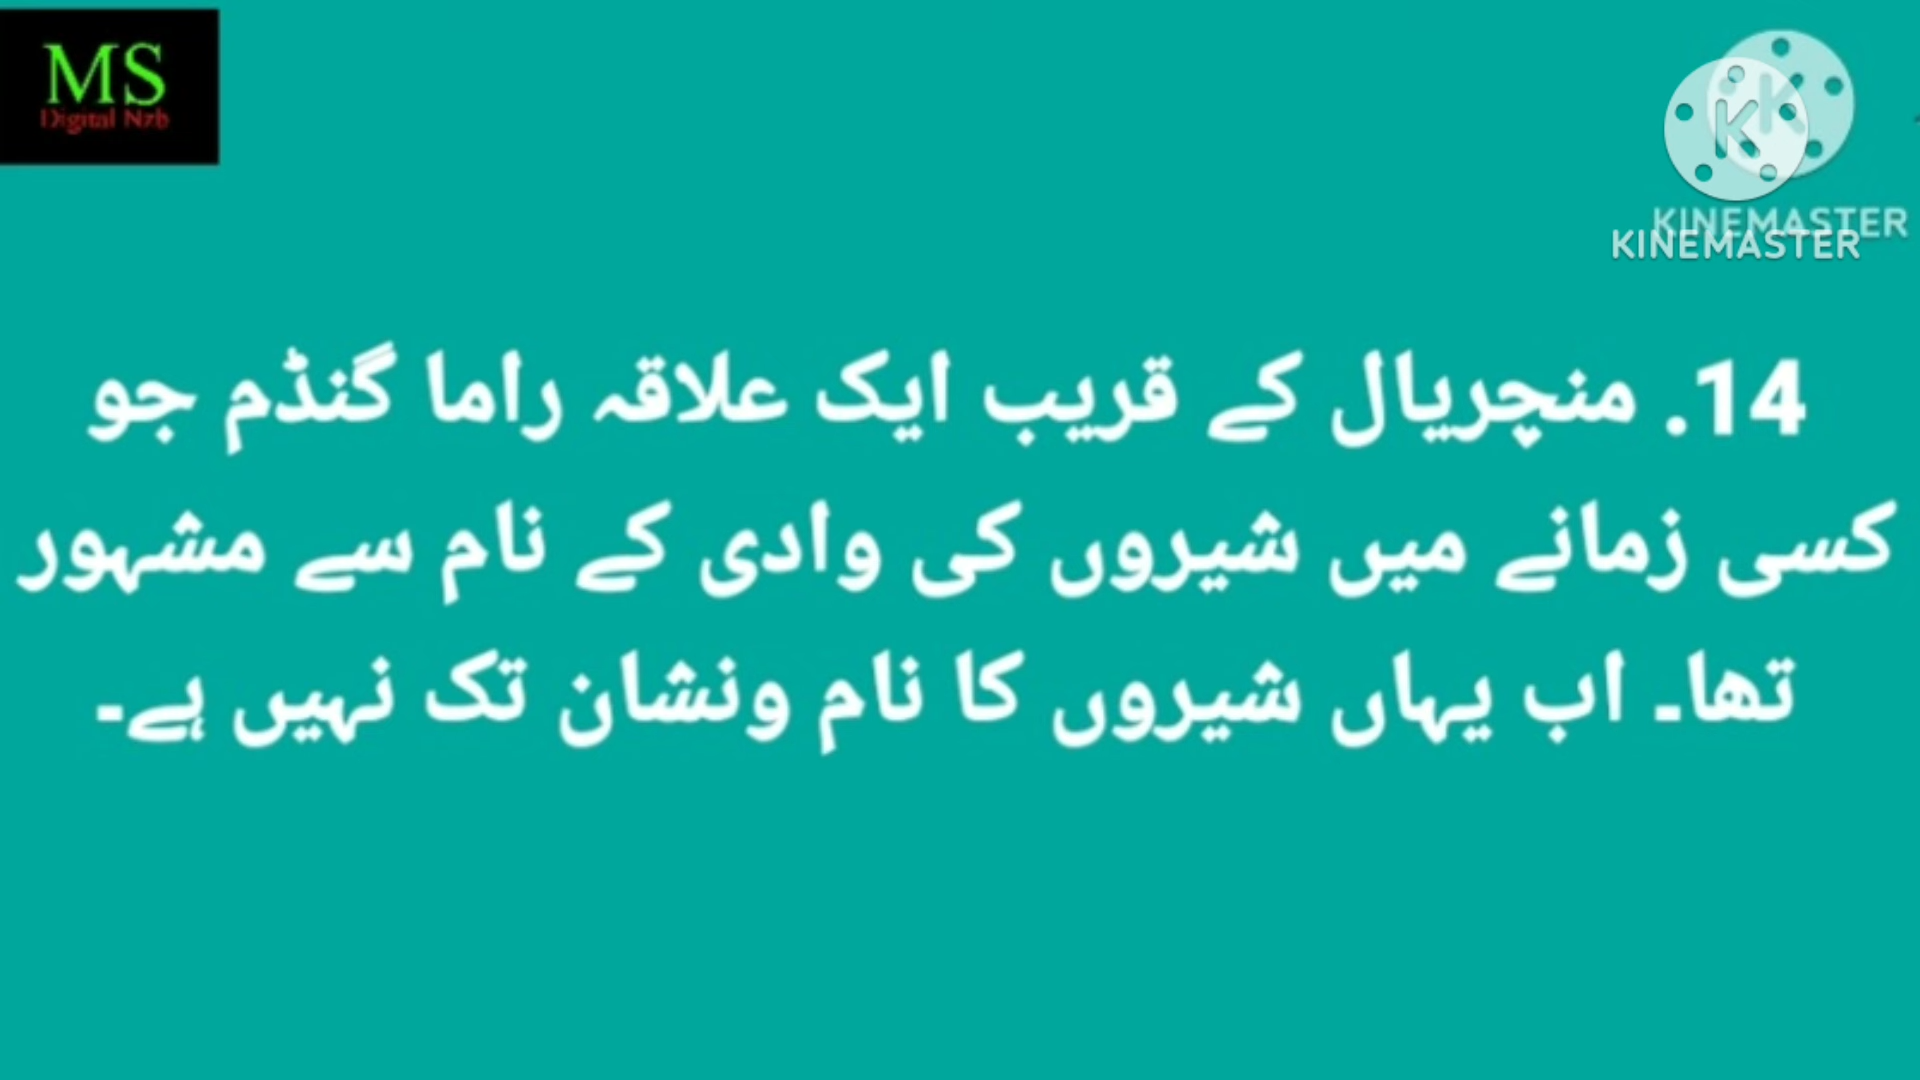 MS
Digital Nzb
KINEMASTER
KINEMASTER
14. منچریال کے قریب ایک علاقہ راما گنڈم جو
کسی زمانے میں شیروں کی وادی کے نام سے مشہور
تھا۔ اب یہاں شیروں کا نام ونشان تک نہیں ہے۔